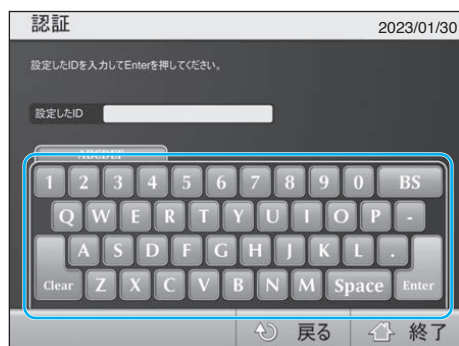 認証 2023/01/30
設定したIDを入力してEnterを押してください。
設定したID
ABCDEF
1 2 3 4 5 6 7 8 9 0 BS
Q W E R T Y U I O P -
A S D F G H J K L .
Clear Z X C V B N M Space Enter
戻る 終了